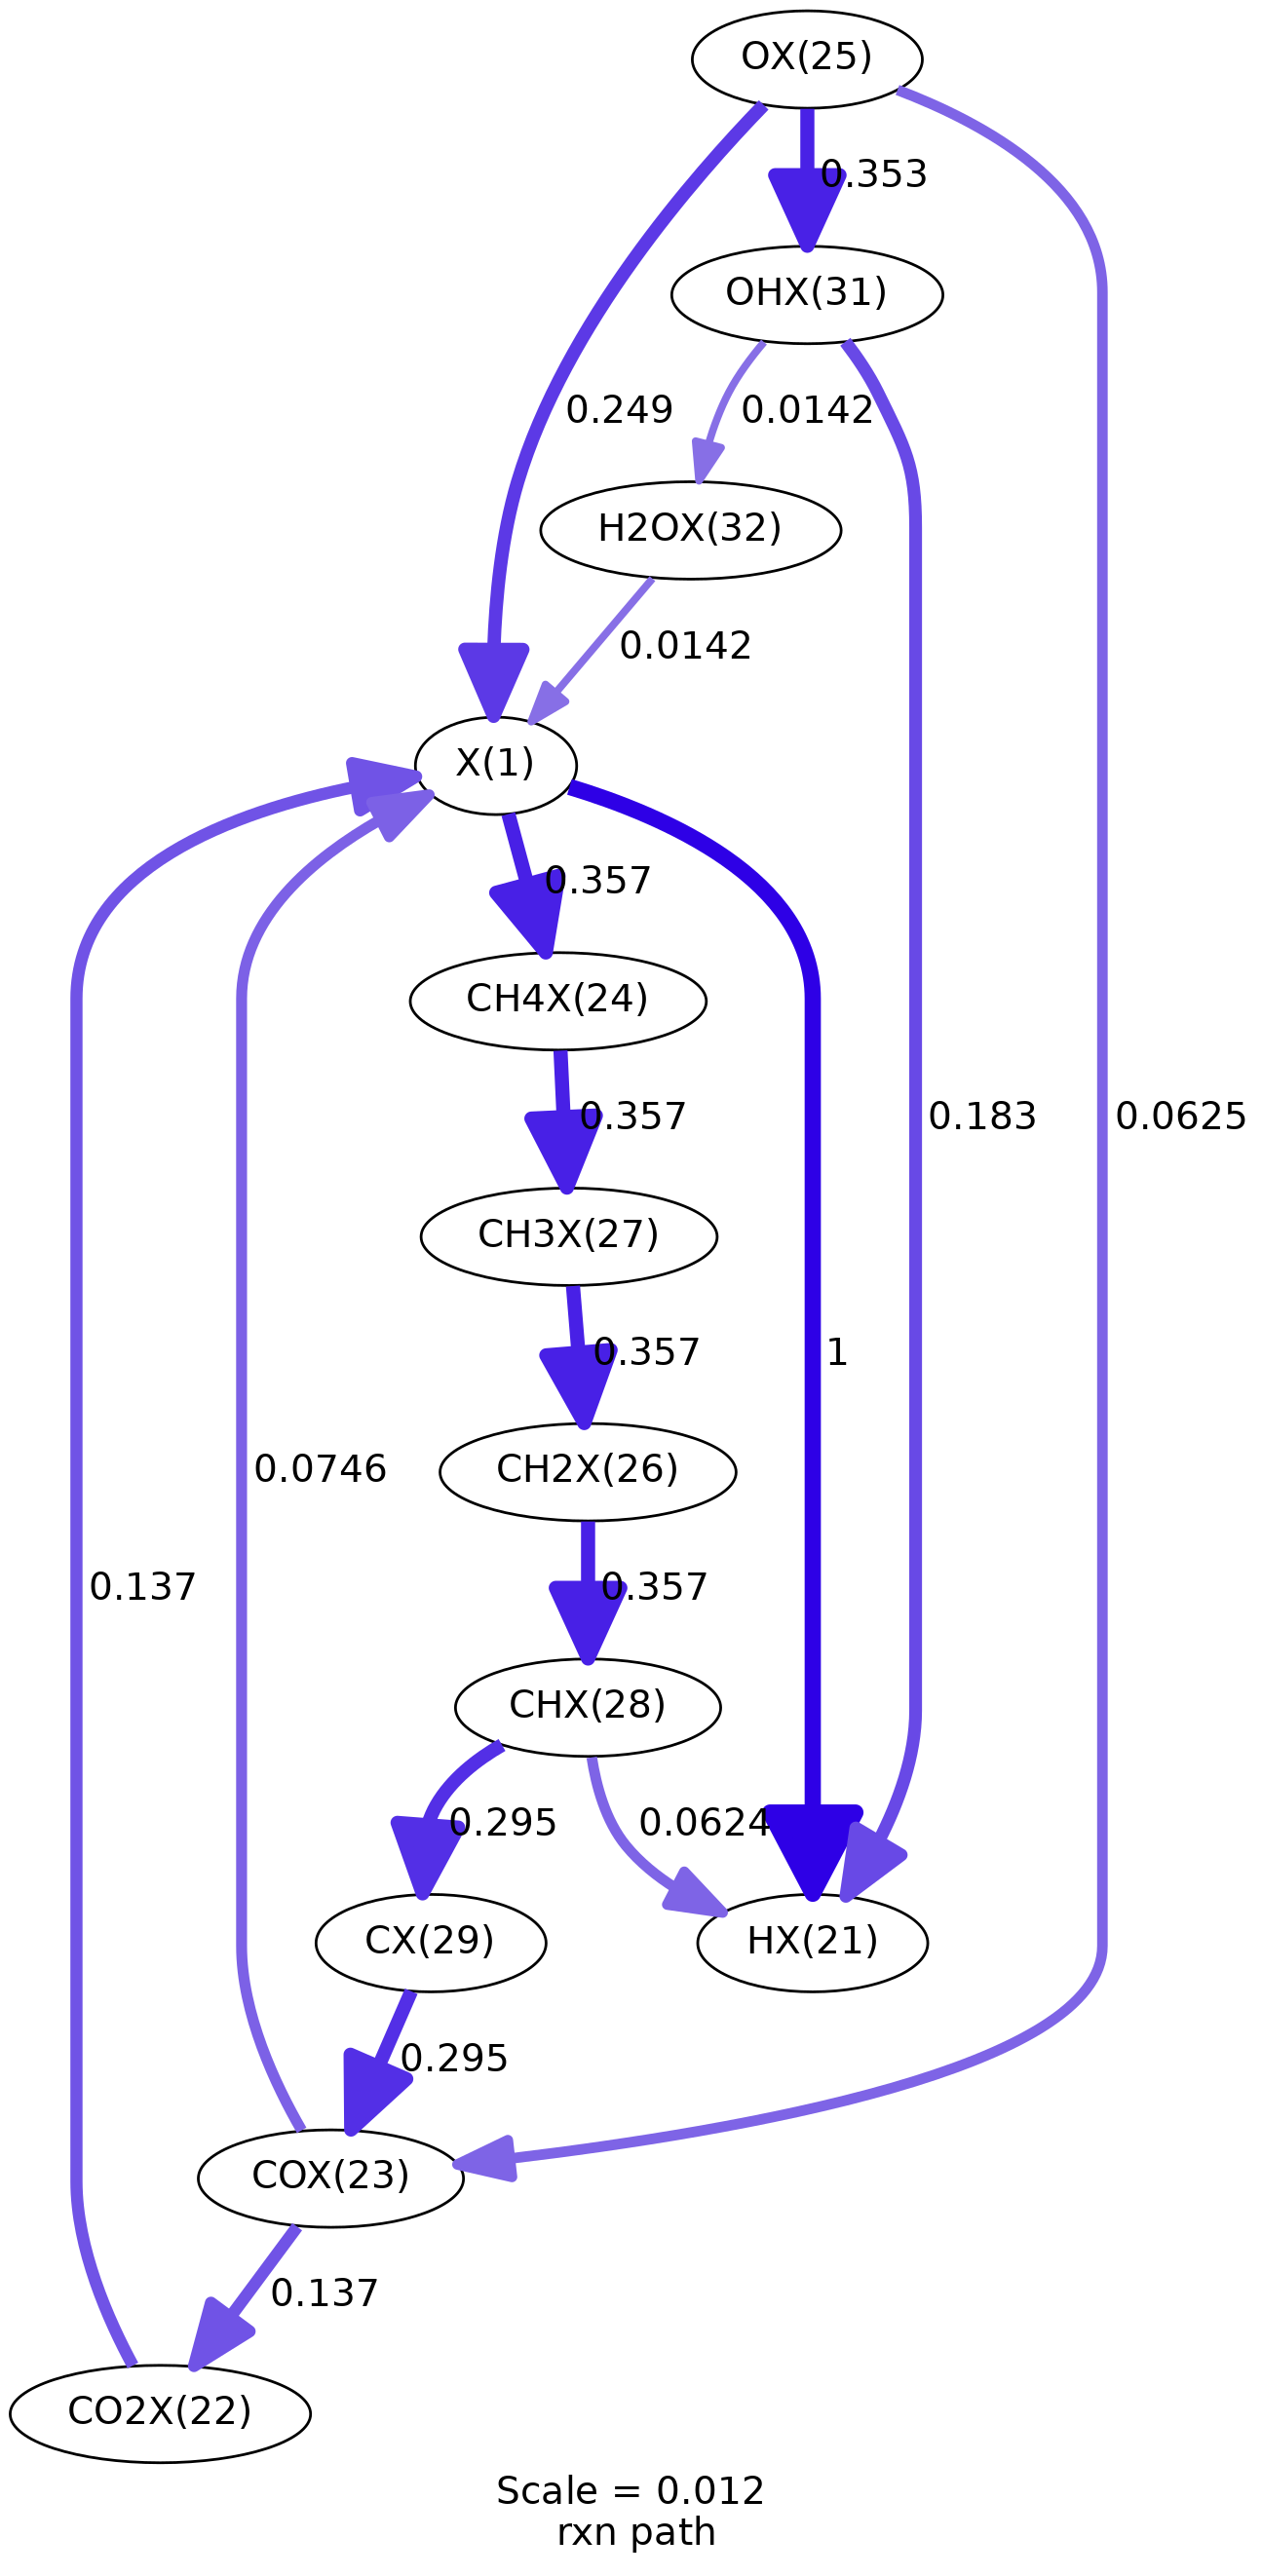 OX(25)
0.353
OHX(31)
0.249
0.0142
H2OX(32)
0.0142
X(1)
0.357
CH4X(24)
0.357
0.183
0.0625
CH3X(27)
0.357
1
CH2X(26)
0.0746
0.137
0.357
CHX(28)
0.295
0.0624
CX(29)
HX(21)
0.295
COX(23)
0.137
CO2X(22)
Scale = 0.012
rxn path